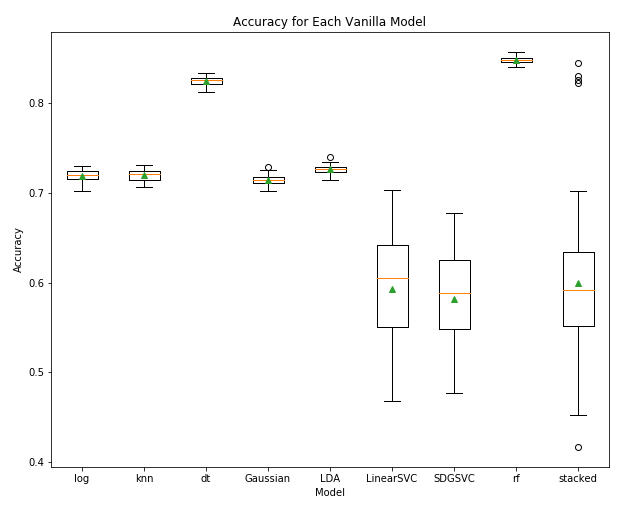 Accuracy for Each Vanilla Model
Accuracy
0.8
0.7
0.6
0.5
0.4
log knn dt Gaussian LDA LinearSVC SDGSVC rf stacked
Model